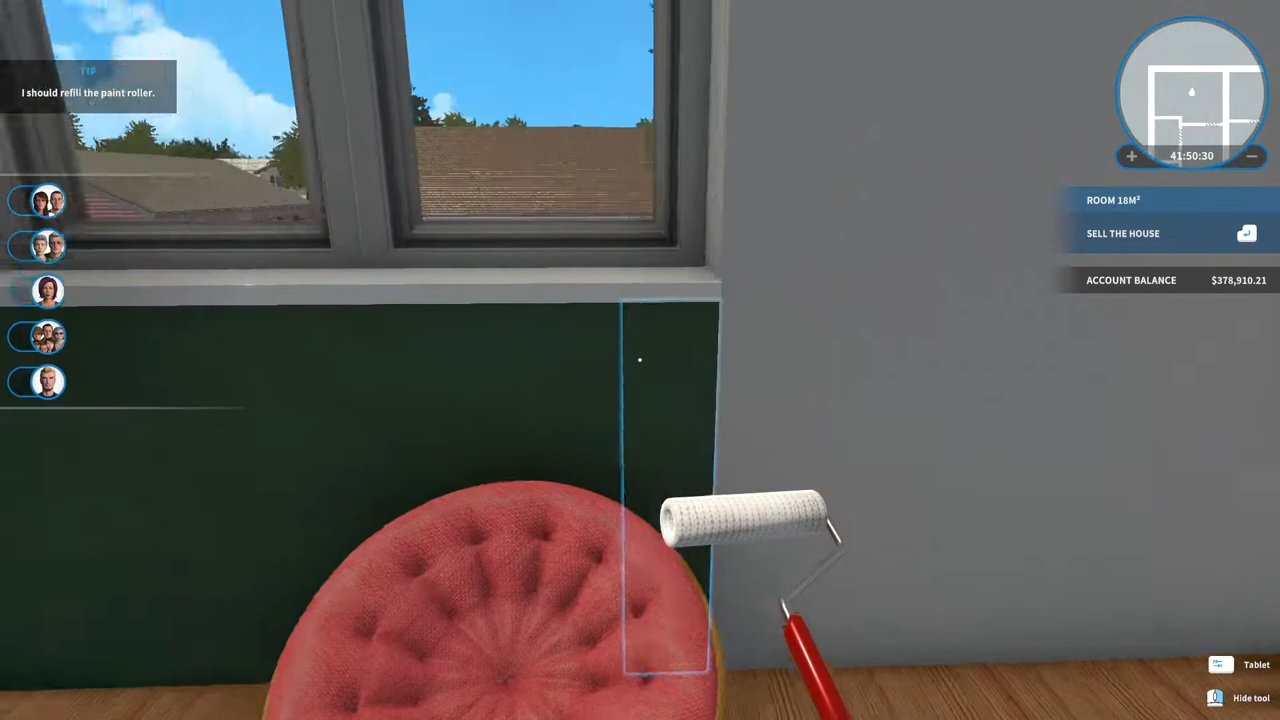 TIP
I should refill the paint roller.
41:50:30
ROOM 18M²
SELL THE HOUSE
ACCOUNT BALANCE $378,910.21
Tablet
Hide tool